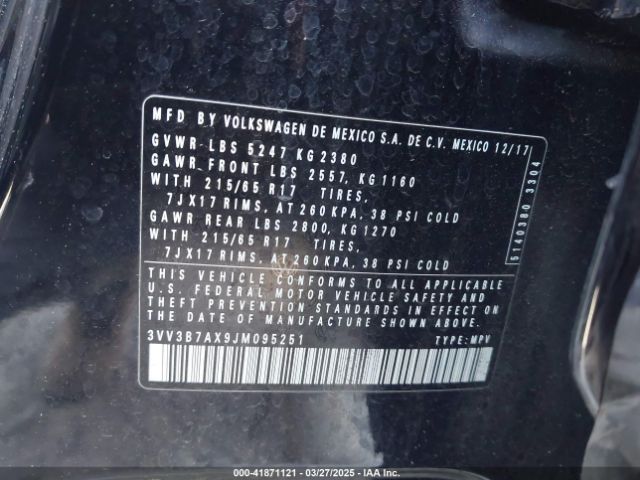 MFD BY VOLKSWAGEN DE MEXICO S.A. DE C.V. MEXICO 12/17
GVWR LBS 5247 KG 2380
GAWR FRONT LBS 2557, KG 1160
WITH 215/65 R17 TIRES,
7JX17 RIMS, AT 260 KPA, 38 PSI COLD
GAWR REAR LBS 2800, KG 1270
WITH 215/65 R17 TIRES,
7JX17 RIMS, AT 260 KPA, 38 PSI COLD
THIS VEHICLE CONFORMS TO ALL APPLICABLE
U.S. FEDERAL MOTOR VEHICLE SAFETY AND
THEFT PREVENTION STANDARDS IN EFFECT ON
THE DATE OF MANUFACTURE SHOWN ABOVE.
3VV3B7AX9JM095251 TYPE: MPV
5140380 3304
000-41871121 - 03/27/2025 - IAA Inc.